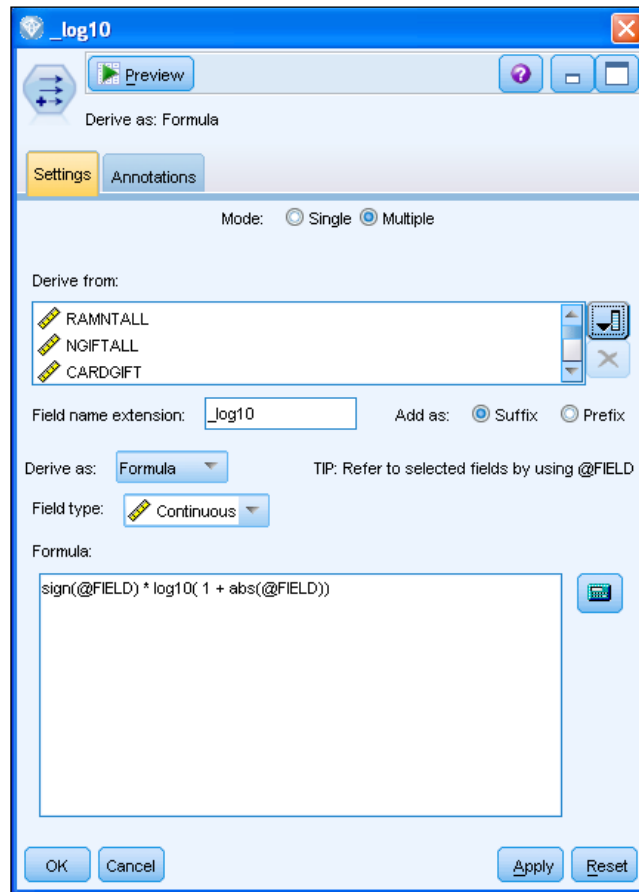 _log10
Preview
Derive as: Formula
Settings Annotations
Mode: Single Multiple
Derive from:
RAMNTALL
NGIFTALL
CARDGIFT
Field name extension: _log10 Add as: Suffix Prefix
Derive as: Formula TIP: Refer to selected fields by using @FIELD
Field type: Continuous
Formula:
sign(@FIELD) * log10( 1 + abs(@FIELD))
OK Cancel Apply Reset